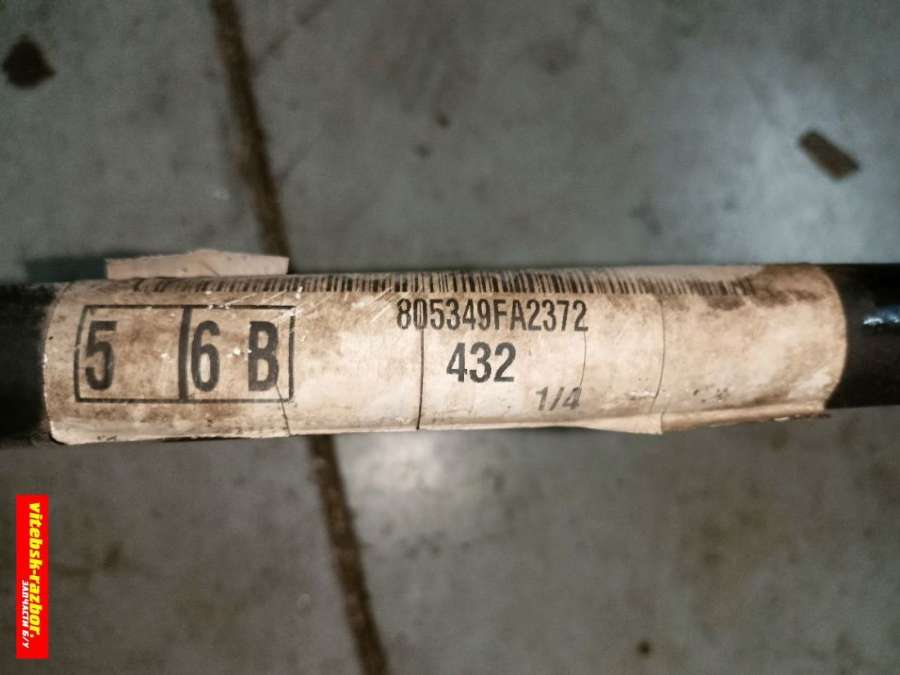 805349FA2372
5 6 B
432
1/4
vitebsk-razbor.
ЗАПЧАСТИ Б/У